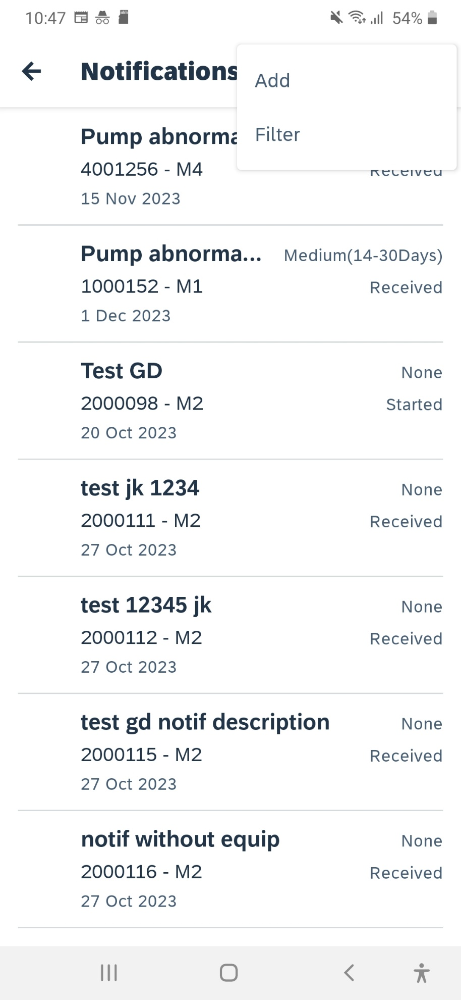 10:47
54%
Notifications
Add
Filter
Pump abnorma
4001256 - M4
Received
15 Nov 2023
Pump abnorma...
Medium(14-30Days)
1000152 - M1
Received
1 Dec 2023
Test GD
None
2000098 - M2
Started
20 Oct 2023
test jk 1234
None
2000111 - M2
Received
27 Oct 2023
test 12345 jk
None
2000112 - M2
Received
27 Oct 2023
test gd notif description
None
2000115 - M2
Received
27 Oct 2023
notif without equip
None
2000116 - M2
Received
27 Oct 2023